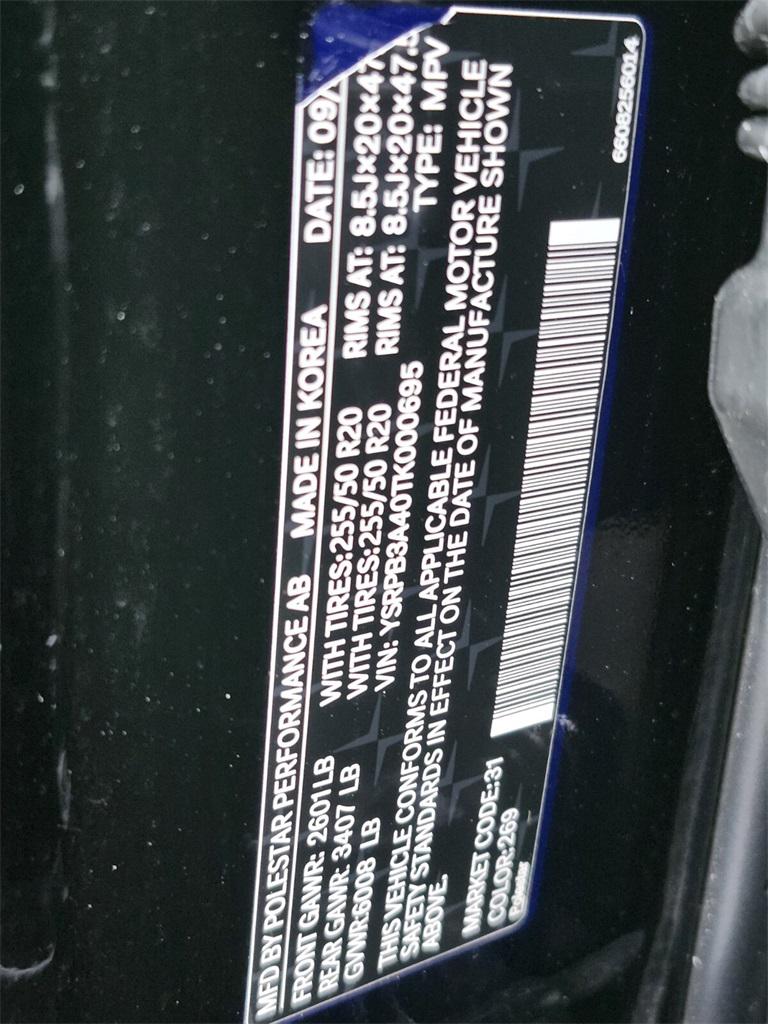 MFD BY POLESTAR PERFORMANCE AB MADE IN KOREA DATE: 09/
FRONT GAWR: 2601 LB WITH TIRES:255/50 R20 RIMS AT: 8.5J×20×47
REAR GAWR: 3407 LB WITH TIRES:255/50 R20 RIMS AT: 8.5J×20×47.5
GVWR:6008 LB VIN: YSRPB3A40TK000695 TYPE: MPV
THIS VEHICLE CONFORMS TO ALL APPLICABLE FEDERAL MOTOR VEHICLE
SAFETY STANDARDS IN EFFECT ON THE DATE OF MANUFACTURE SHOWN
ABOVE.
MARKET CODE:31
COLOR:269
Polestar
6608256014